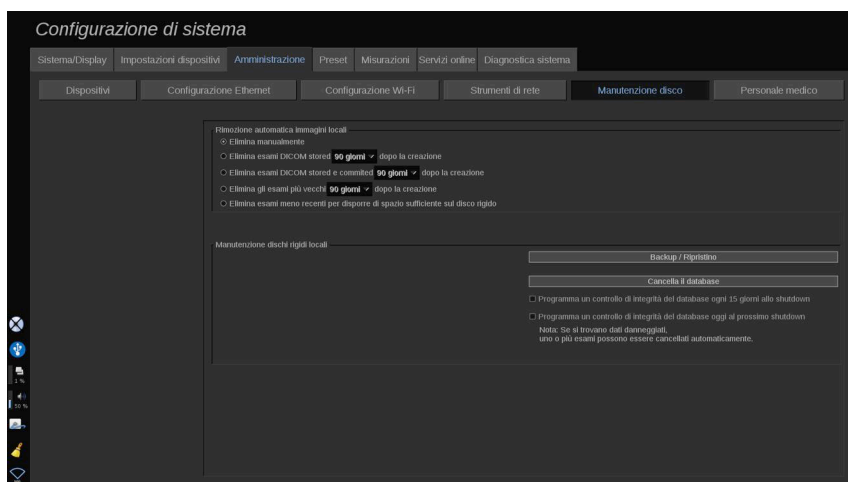 Configurazione di sistema
Sistema/Display Impostazioni dispositivi Amministrazione Preset Misurazioni Servizi online Diagnostica sistema
Dispositivi Configurazione Ethernet Configurazione Wi-Fi Strumenti di rete Manutenzione disco Personale medico
Rimozione automatica immagini locali
Elimina manualmente
Elimina esami DICOM stored 90 giorni dopo la creazione
Elimina esami DICOM stored e commited 90 giorni dopo la creazione
Elimina gli esami più vecchi 90 giorni dopo la creazione
Elimina esami meno recenti per disporre di spazio sufficiente sul disco rigido
Manutenzione dischi rigidi locali
Backup / Ripristino
Cancella il database
Programma un controllo di integrità del database ogni 15 giorni allo shutdown
Programma un controllo di integrità del database oggi al prossimo shutdown
Nota: Se si trovano dati danneggiati,
uno o più esami possono essere cancellati automaticamente.
1 %
50 %